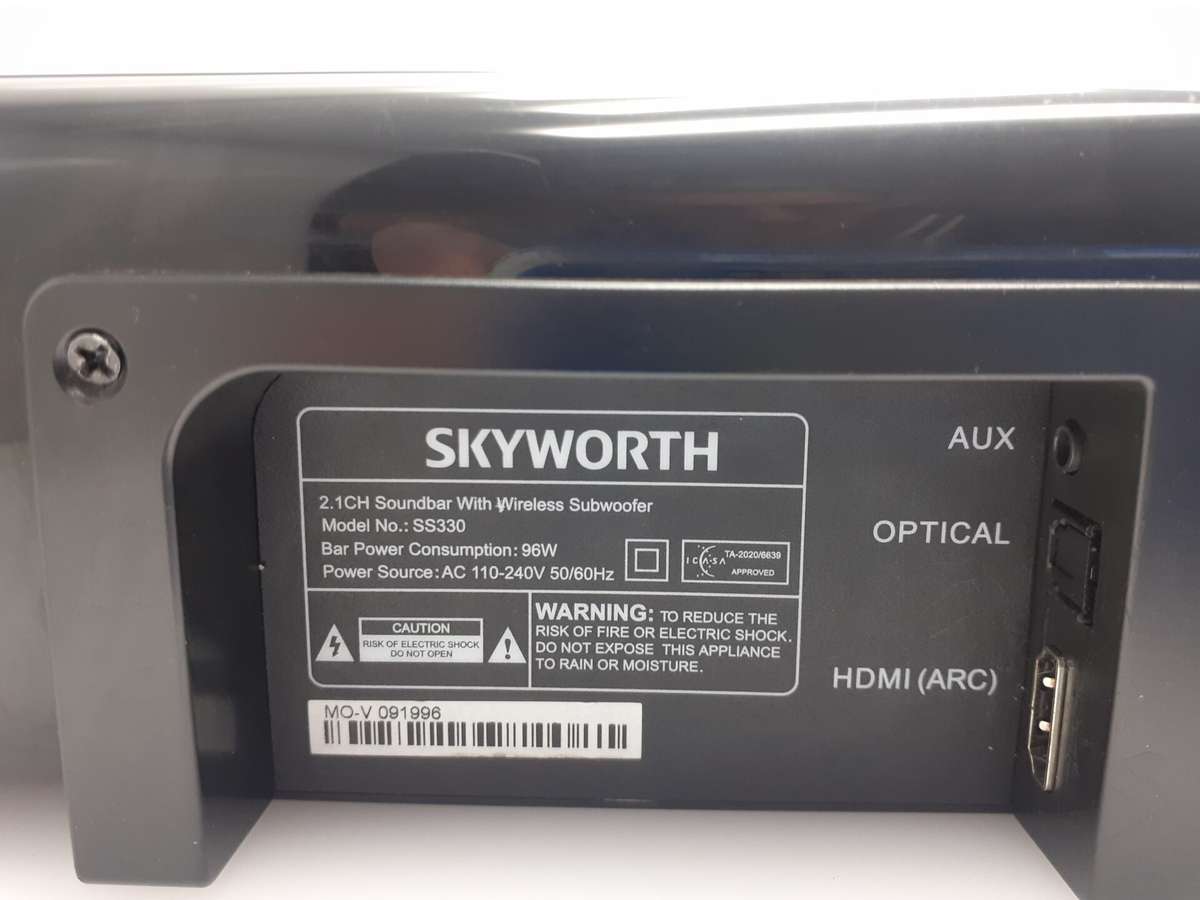 SKYWORTH
2.1CH Soundbar With Wireless Subwoofer
Model No.: SS330
Bar Power Consumption: 96W
Power Source: AC 110-240V 50/60Hz
ICASA
TA-2020/6639
APPROVED
CAUTION
RISK OF ELECTRIC SHOCK
DO NOT OPEN
WARNING: TO REDUCE THE
RISK OF FIRE OR ELECTRIC SHOCK.
DO NOT EXPOSE THIS APPLIANCE
TO RAIN OR MOISTURE.
MO-V 091996
AUX
OPTICAL
HDMI (ARC)